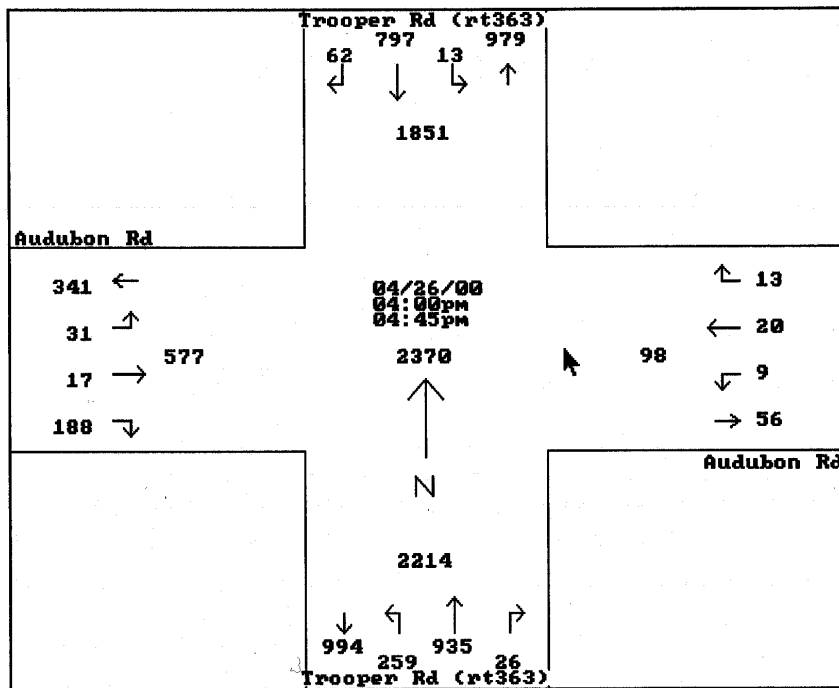 Trooper Rd (rt363)
797 979
62 13
1851
Audubon Rd
341
31
17
188
577
04/26/00
04:00pm
04:45pm
2370
98
13
20
9
56
Audubon Rd
N
2214
994 935
259 26
Trooper Rd (rt363)